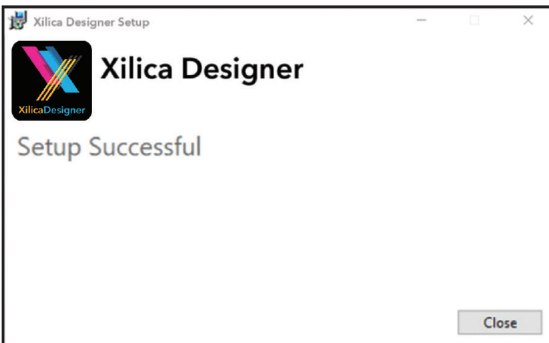 Xilica Designer Setup
Xilica Designer
XilicaDesigner
Setup Successful
Close